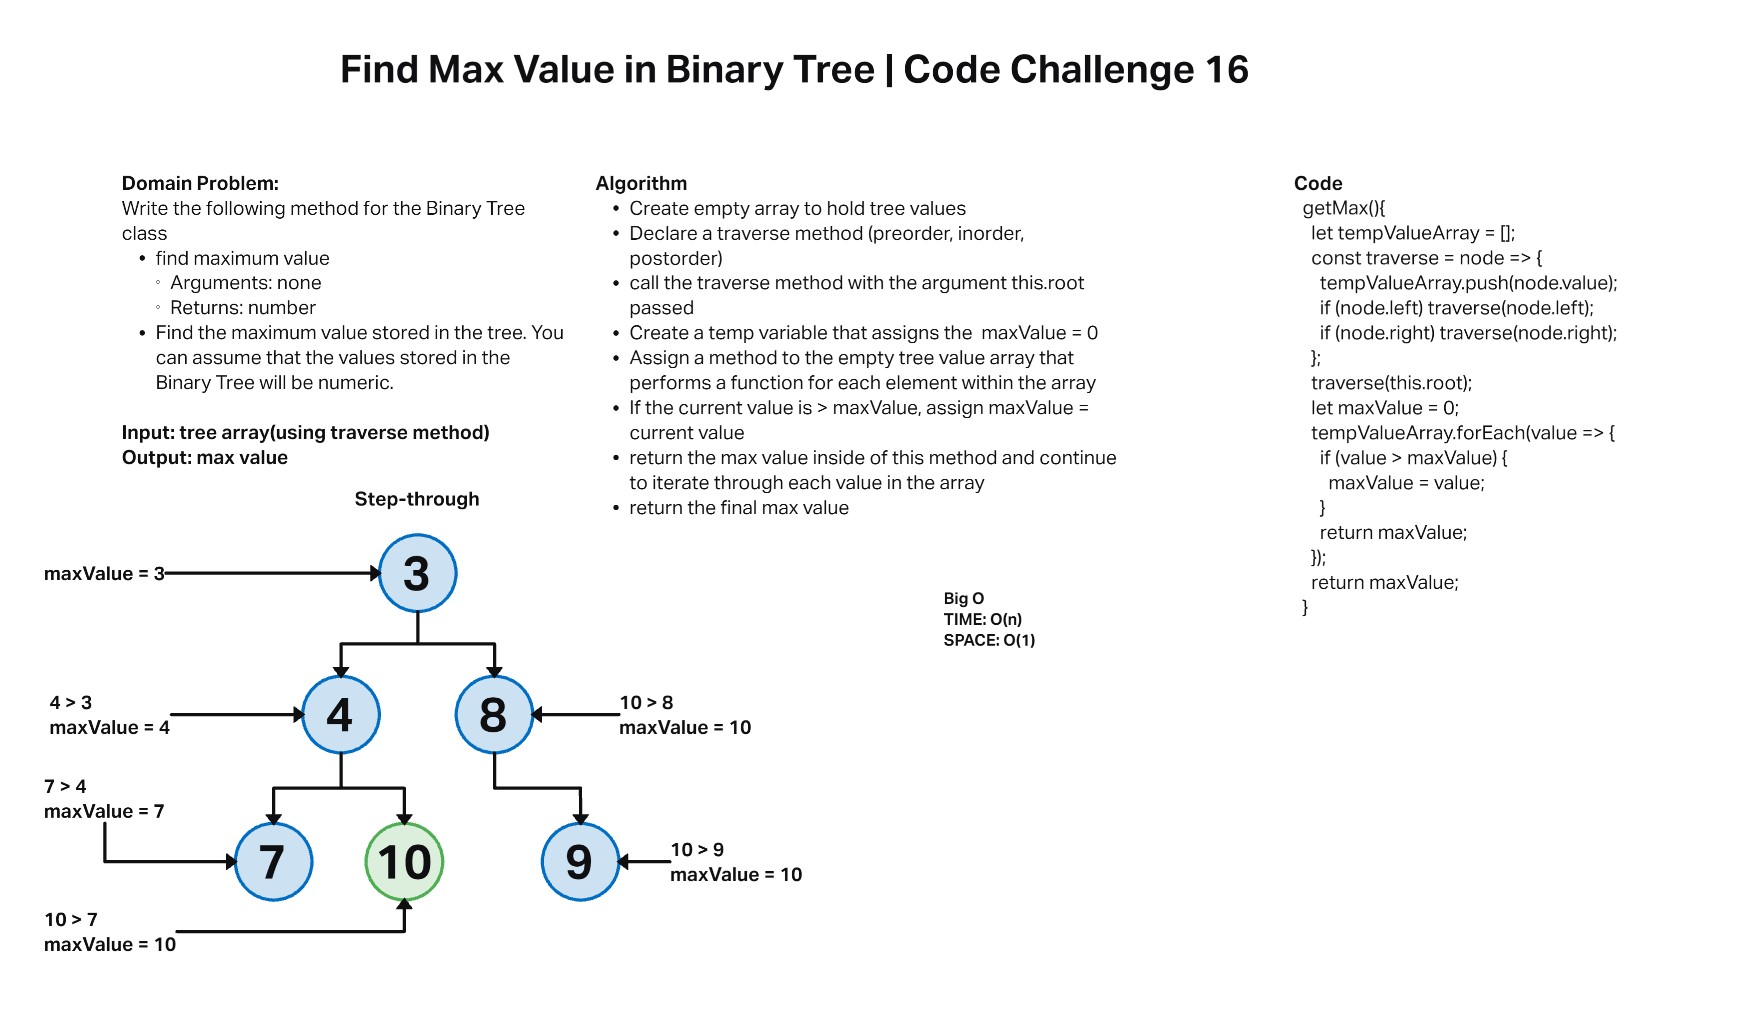 Find Max Value in Binary Tree | Code Challenge 16
Domain Problem:
Write the following method for the Binary Tree
class
• find maximum value
◦ Arguments: none
◦ Returns: number
• Find the maximum value stored in the tree. You
can assume that the values stored in the
Binary Tree will be numeric.
Input: tree array(using traverse method)
Output: max value
Algorithm
• Create empty array to hold tree values
• Declare a traverse method (preorder, inorder,
postorder)
• call the traverse method with the argument this.root
passed
• Create a temp variable that assigns the  maxValue = 0
• Assign a method to the empty tree value array that
performs a function for each element within the array
• If the current value is > maxValue, assign maxValue =
current value
• return the max value inside of this method and continue
to iterate through each value in the array
• return the final max value
Code
getMax(){
let tempValueArray = [];
const traverse = node => {
tempValueArray.push(node.value);
if (node.left) traverse(node.left);
if (node.right) traverse(node.right);
};
traverse(this.root);
let maxValue = 0;
tempValueArray.forEach(value => {
if (value > maxValue) {
maxValue = value;
}
return maxValue;
});
return maxValue;
}
Big O
TIME: O(n)
SPACE: O(1)
Step-through
maxValue = 3
3
4 > 3
maxValue = 4
4
8
10 > 8
maxValue = 10
7 > 4
maxValue = 7
7
10
9
10 > 9
maxValue = 10
10 > 7
maxValue = 10